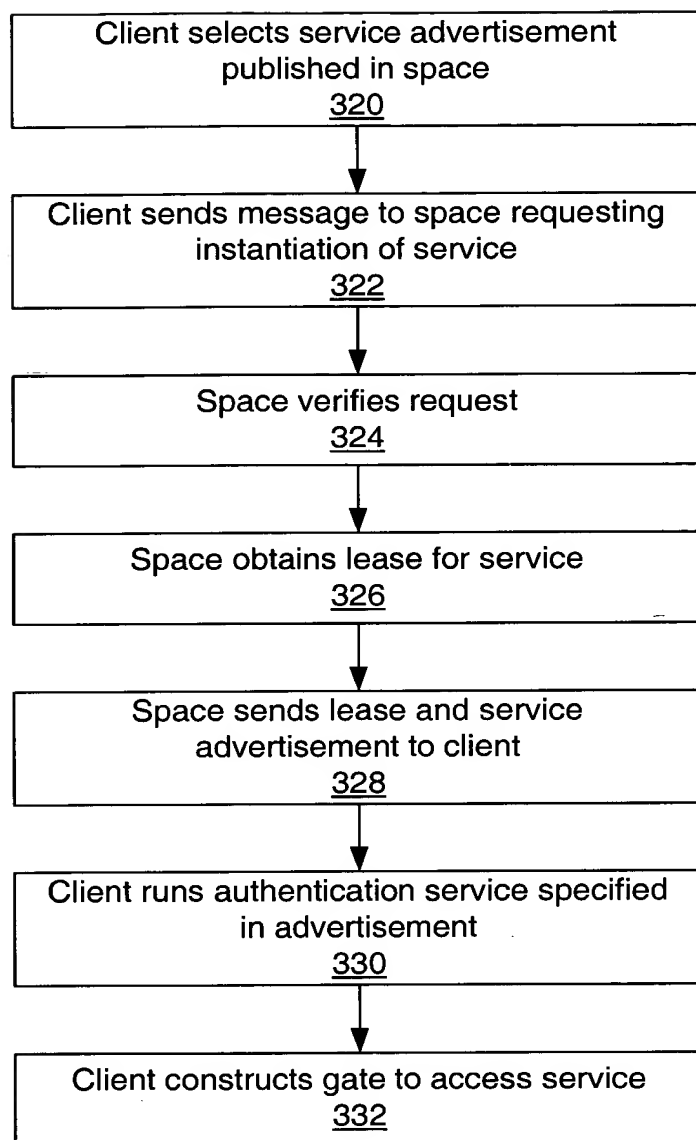 Client selects service advertisement
published in space
320
Client sends message to space requesting
instantiation of service
322
Space verifies request
324
Space obtains lease for service
326
Space sends lease and service
advertisement to client
328
Client runs authentication service specified
in advertisement
330
Client constructs gate to access service
332